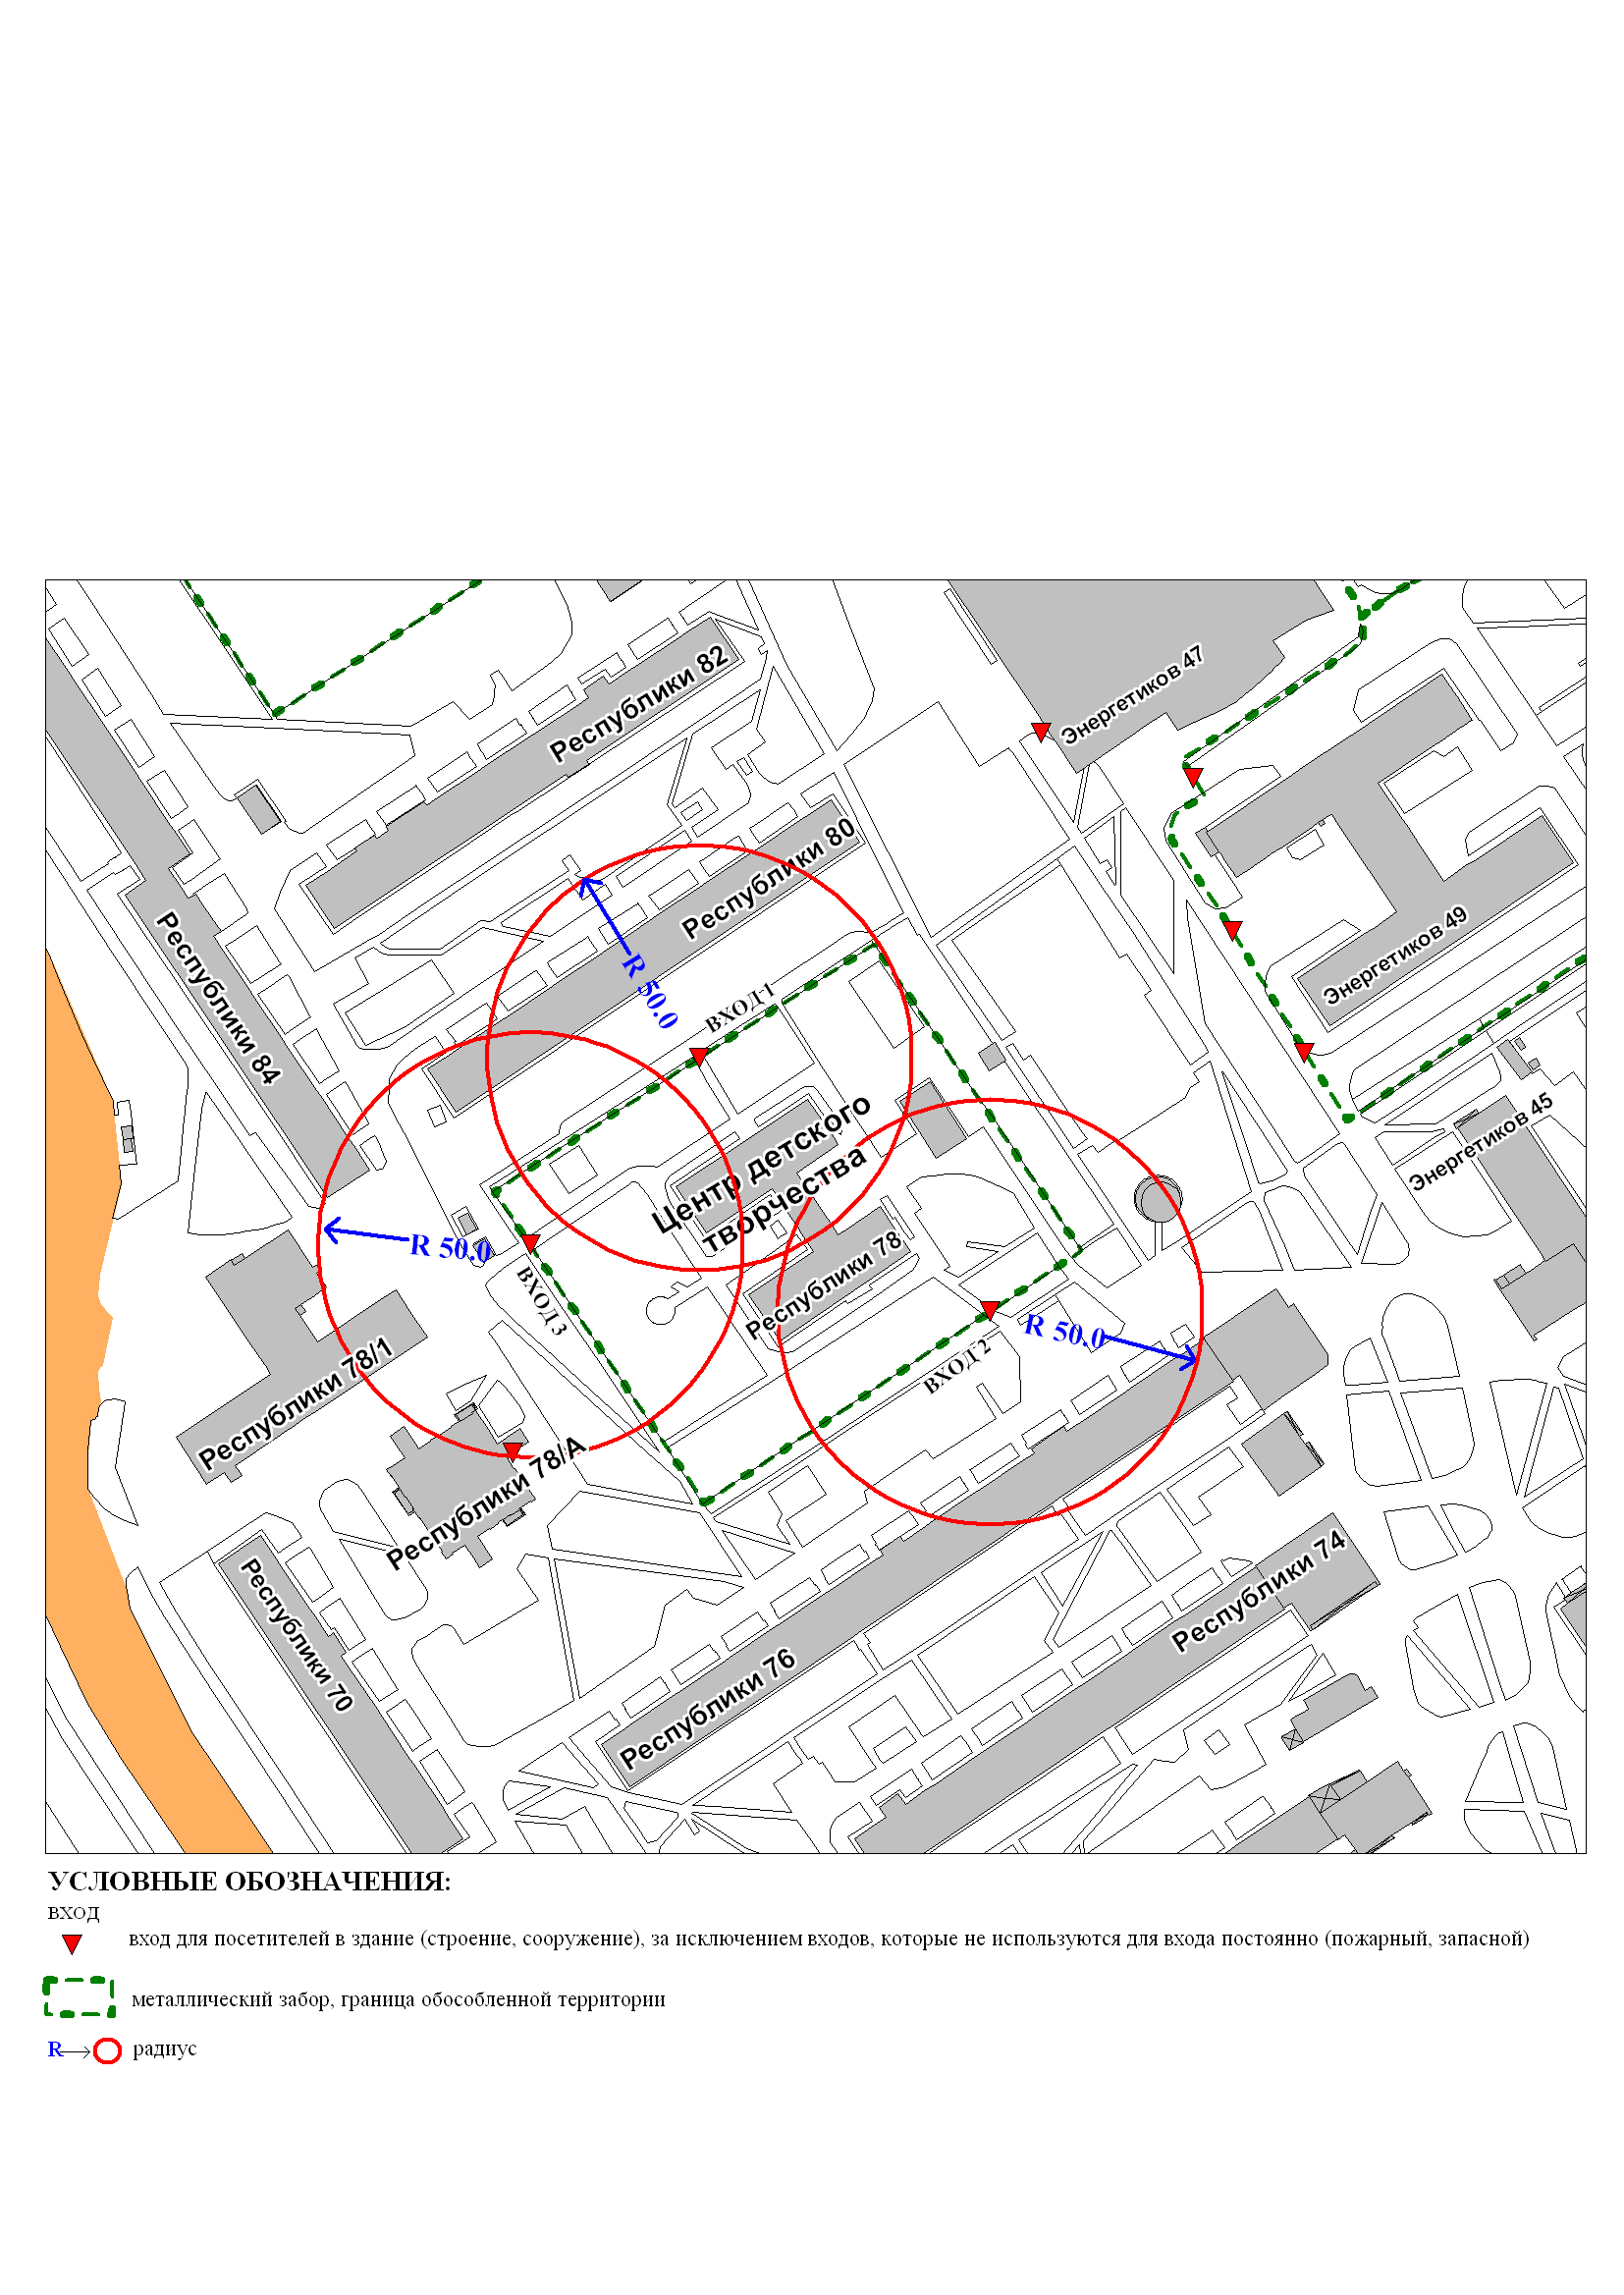 Республики 82
Энергетиков 47
Республики 80
Республики 84
R 50.0
ВХОД 1
Энергетиков 49
Энергетиков 45
Центр детского
творчества
Республики 78
R 50.0
ВХОД 3
R 50.0
ВХОД 2
Республики 78/1
Республики 78/А
Республики 70
Республики 74
Республики 76
УСЛОВНЫЕ ОБОЗНАЧЕНИЯ:
ВХОД
вход для посетителей в здание (строение, сооружение), за исключением входов, которые не используются для входа постоянно (пожарный, запасной)
металлический забор, граница обособленной территории
R радиус